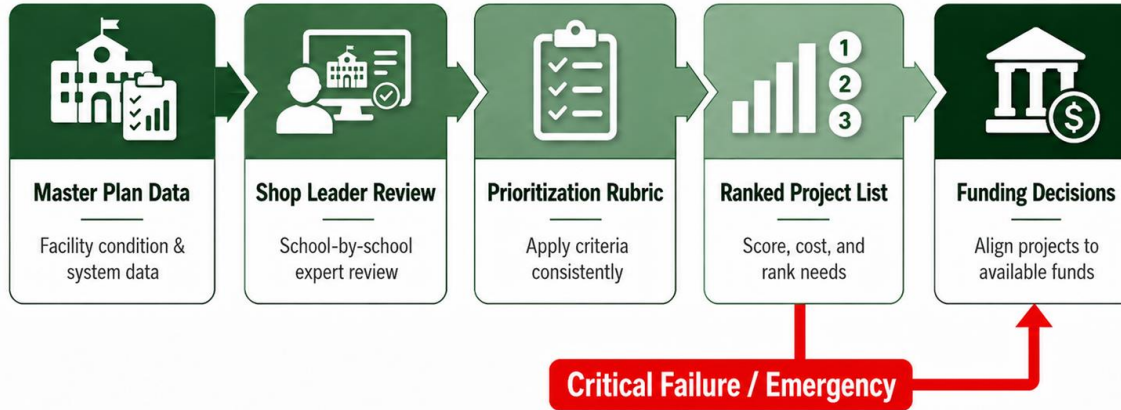 1
2
3
$
Master Plan Data
Facility condition &
system data
Shop Leader Review
School-by-school
expert review
Prioritization Rubric
Apply criteria
consistently
Ranked Project List
Score, cost, and
rank needs
Funding Decisions
Align projects to
available funds
Critical Failure / Emergency